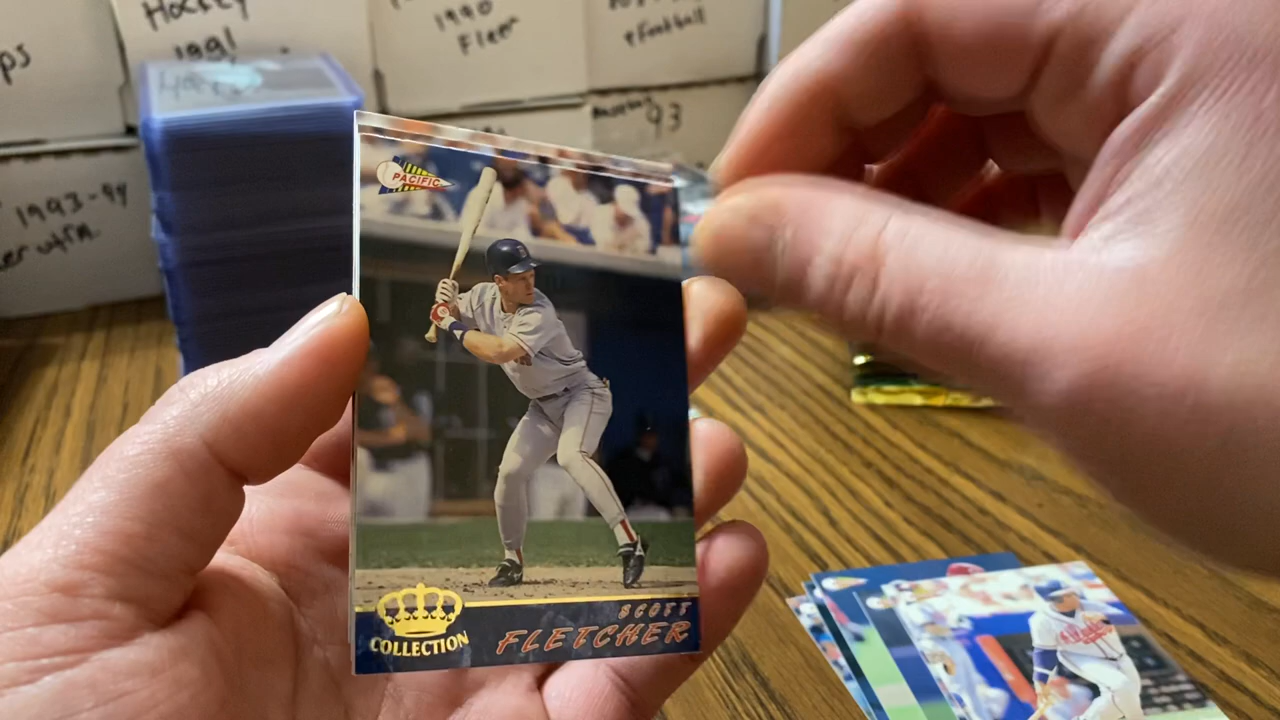 ps
Hockey
1991
1990
Fleer
Football
93
1993-94
PACIFIC
COLLECTION
SCOTT
FLETCHER